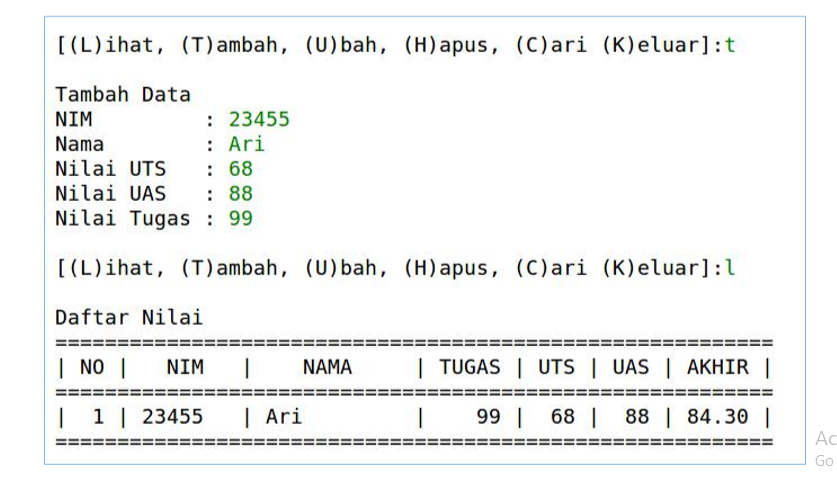 [(L)ihat, (T)ambah, (U)bah, (H)apus, (C)ari (K)eluar]:t
Tambah Data
NIM : 23455
Nama : Ari
Nilai UTS : 68
Nilai UAS : 88
Nilai Tugas : 99
[(L)ihat, (T)ambah, (U)bah, (H)apus, (C)ari (K)eluar]:l
Daftar Nilai
==========================================================
| NO | NIM | NAMA | TUGAS | UTS | UAS | AKHIR |
==========================================================
| 1 | 23455 | Ari | 99 | 68 | 88 | 84.30 |
==========================================================
Ac
Go